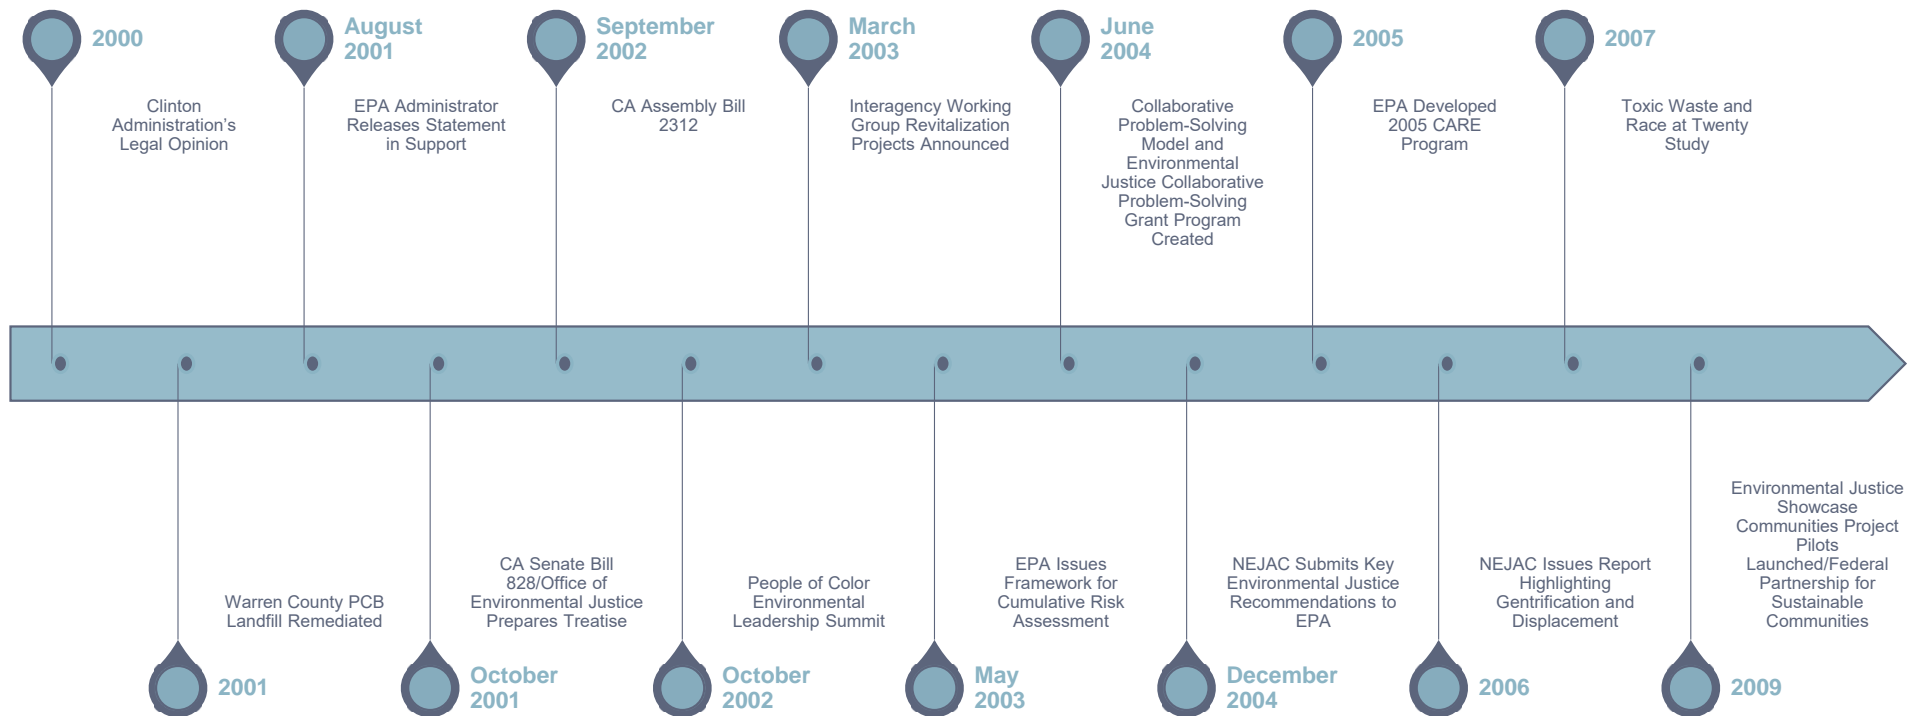 2000
Clinton
Administration’s
Legal Opinion
2001
Warren County PCB
Landfill Remediated
August
2001
EPA Administrator
Releases Statement
in Support
October
2001
CA Senate Bill
828/Office of
Environmental Justice
Prepares Treatise
September
2002
CA Assembly Bill
2312
October
2002
People of Color
Environmental
Leadership Summit
March
2003
Interagency Working
Group Revitalization
Projects Announced
May
2003
EPA Issues
Framework for
Cumulative Risk
Assessment
June
2004
Collaborative
Problem-Solving
Model and
Environmental
Justice Collaborative
Problem-Solving
Grant Program
Created
December
2004
NEJAC Submits Key
Environmental Justice
Recommendations to
EPA
2005
EPA Developed
2005 CARE
Program
2006
NEJAC Issues Report
Highlighting
Gentrification and
Displacement
2007
Toxic Waste and
Race at Twenty
Study
2009
Environmental Justice
Showcase
Communities Project
Pilots
Launched/Federal
Partnership for
Sustainable
Communities